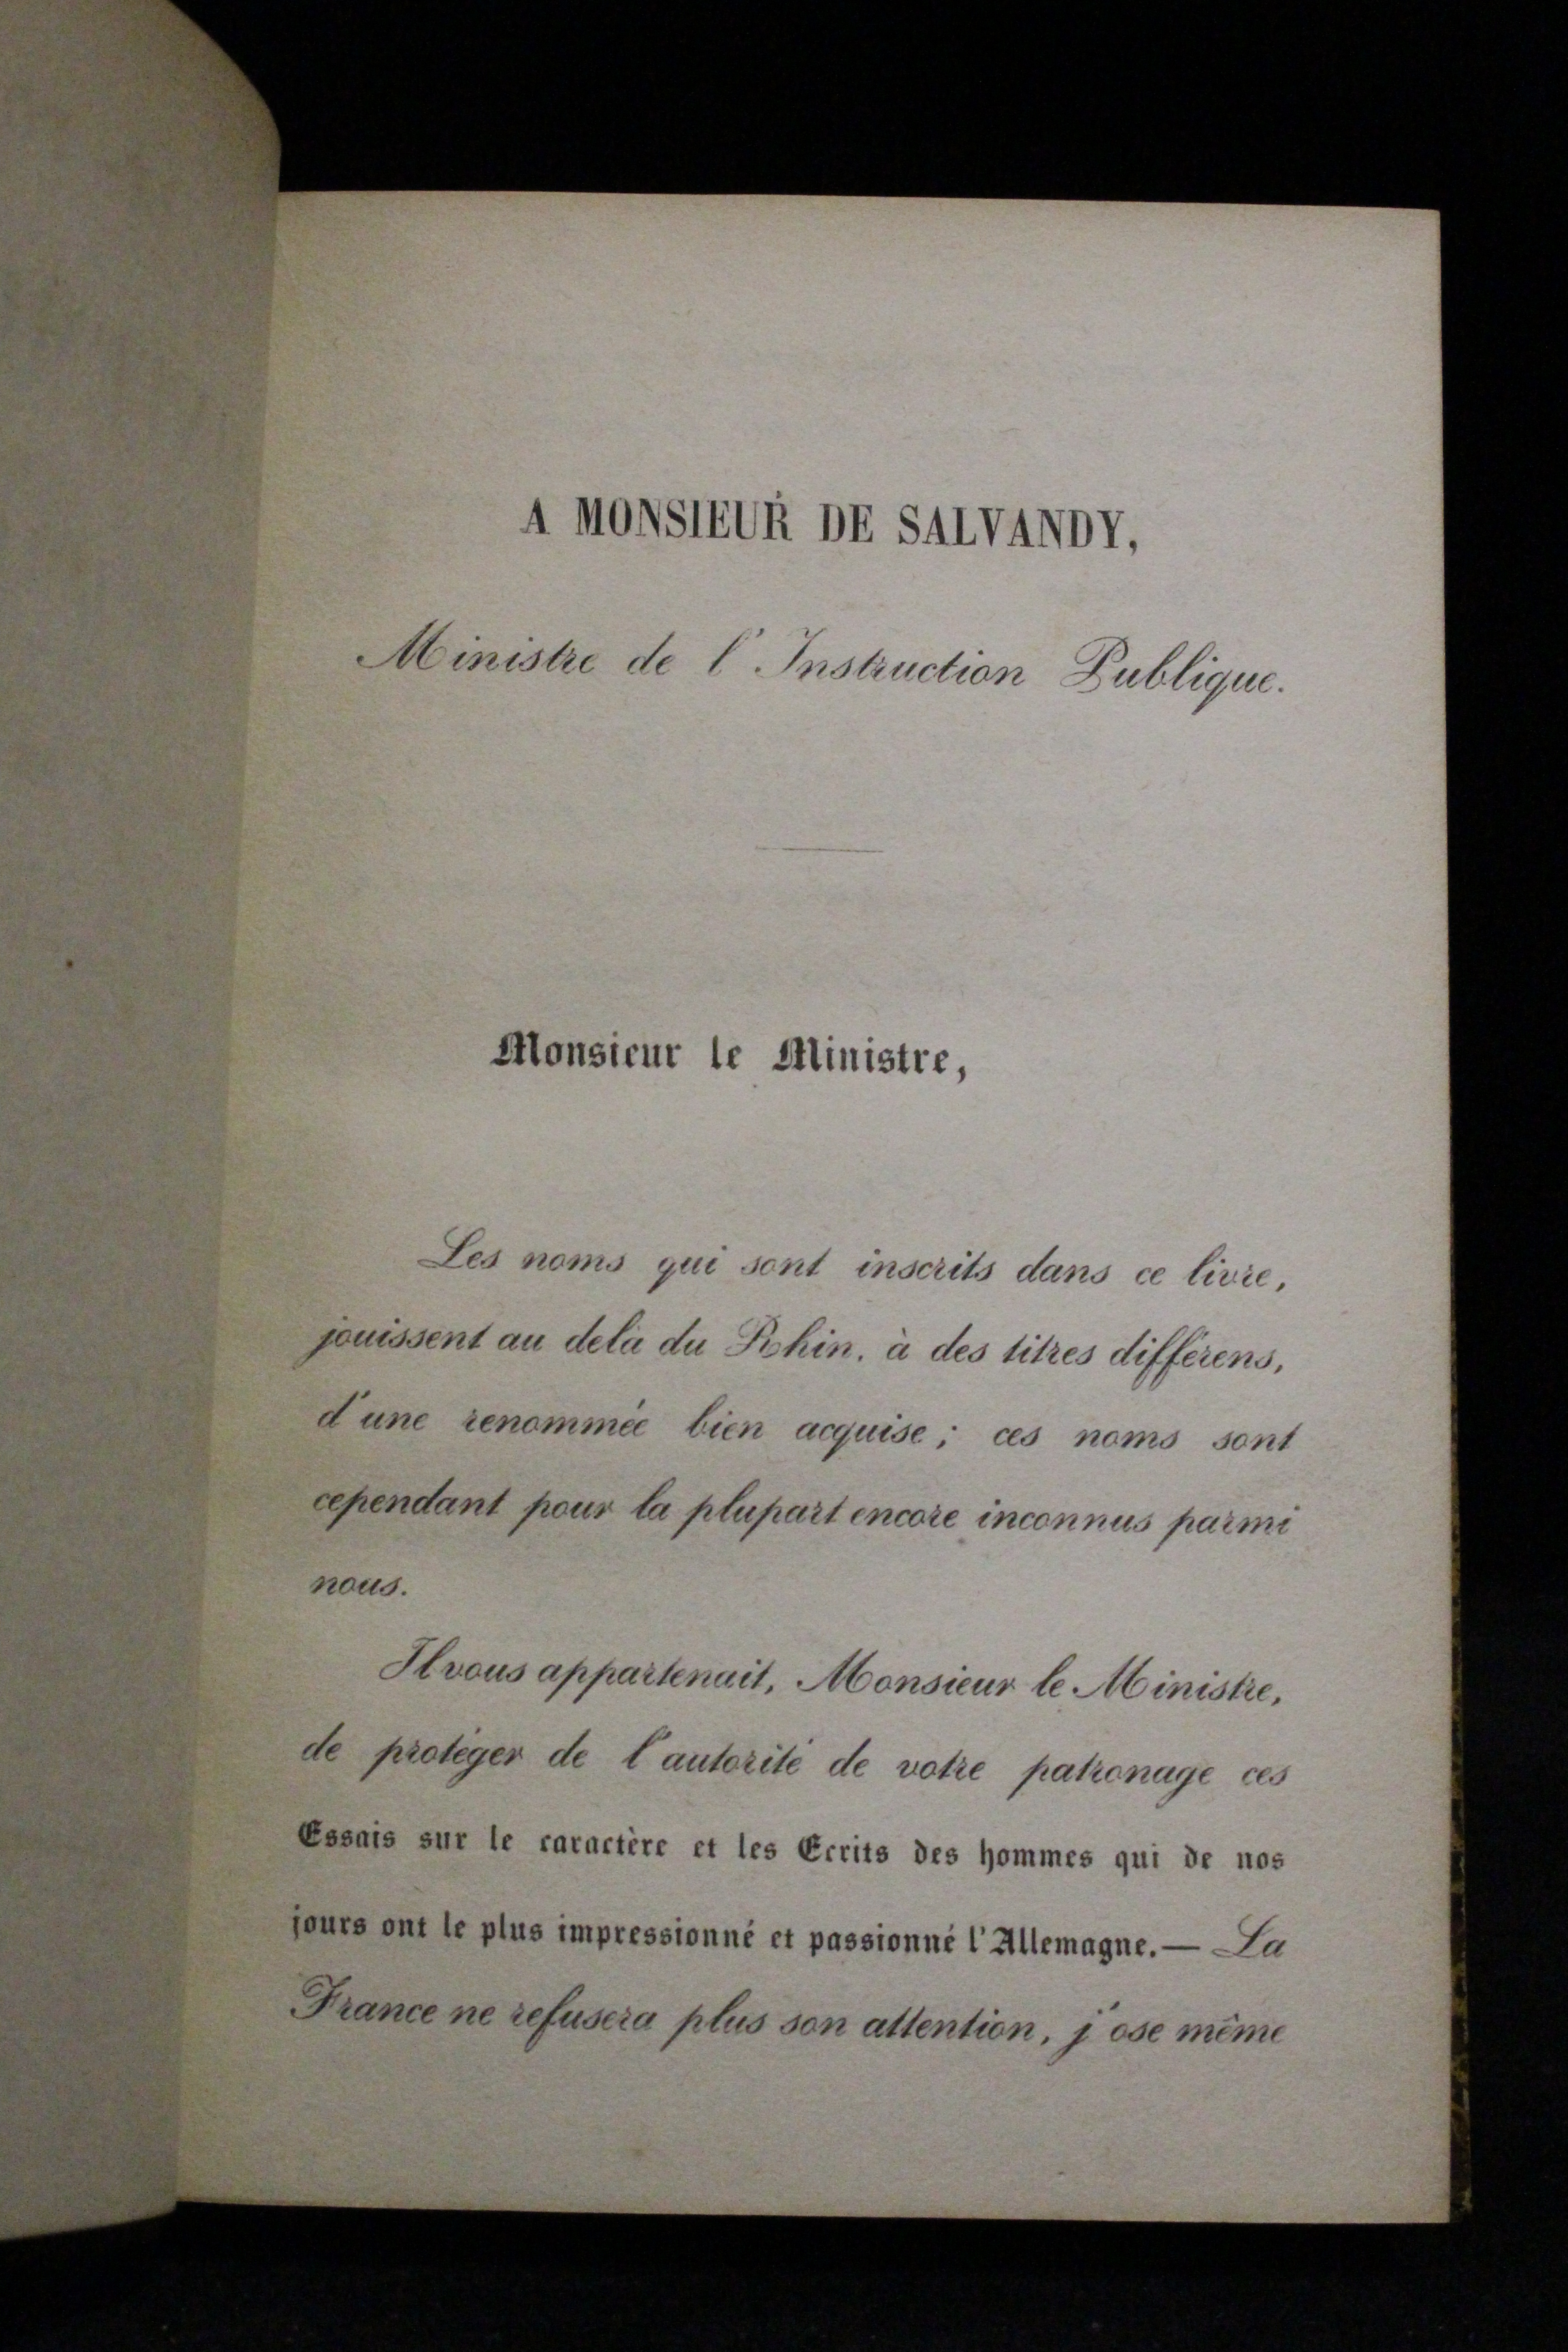 A MONSIEUR DE SALVANDY,
Ministre de l'Instruction Publique.
Monsieur le Ministre,
Les noms qui sont inscrits dans ce livre,
jouissent au delà du Rhin, à des titres différens,
d'une renommée bien acquise; ces noms sont
cependant pour la plupart encore inconnus parmi
nous.
Il vous appartenait, Monsieur le Ministre,
de protéger de l'autorité de votre patronage ces
Essais sur le caractère et les Ecrits des hommes qui de nos
jours ont le plus impressionné et passionné l'Allemagne.— La
France ne refusera plus son attention, j'ose même